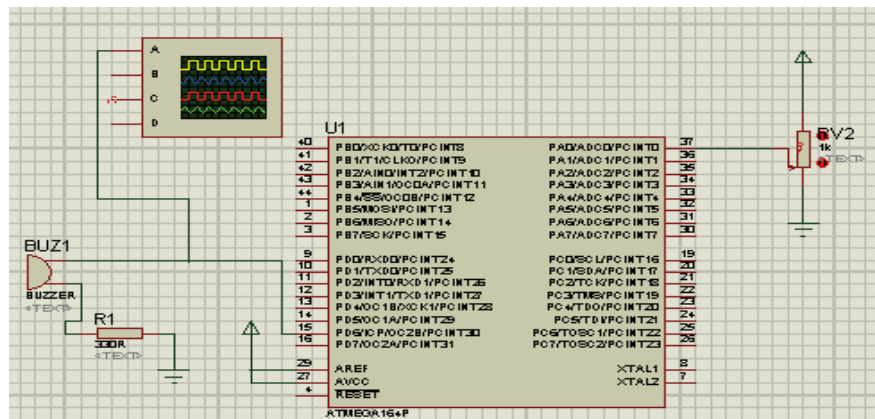 A
B
C
D
U1
40 PB0/XCK0/T0/PCINT8
41 PB1/T1/CLKO/PCINT9
42 PB2/AIN0/INT2/PCINT10
43 PB3/AIN1/OC0A/PCINT11
44 PB4/SS/OC0B/PCINT12
1 PB5/MOSI/PCINT13
2 PB6/MISO/PCINT14
3 PB7/SCK/PCINT15
9 PD0/RXD0/PCINT24
10 PD1/TXD0/PCINT25
11 PD2/INT0/RXD1/PCINT26
12 PD3/INT1/TXD1/PCINT27
13 PD4/OC1B/XCK1/PCINT28
14 PD5/OC1A/PCINT29
15 PD6/ICP/OC2B/PCINT30
16 PD7/OC2A/PCINT31
29 AREF
27 AVCC
4 RESET
PA0/ADC0/PCINT0 37
PA1/ADC1/PCINT1 36
PA2/ADC2/PCINT2 35
PA3/ADC3/PCINT3 34
PA4/ADC4/PCINT4 33
PA5/ADC5/PCINT5 32
PA6/ADC6/PCINT6 31
PA7/ADC7/PCINT7 30
PC0/SCL/PCINT16 19
PC1/SDA/PCINT17 20
PC2/TCK/PCINT18 21
PC3/TMS/PCINT19 22
PC4/TDO/PCINT20 23
PC5/TDI/PCINT21 24
PC6/TOSC1/PCINT22 25
PC7/TOSC2/PCINT23 26
XTAL1 8
XTAL2 7
ATMEGA164P
RV2
1k
<TEXT>
BUZ1
BUZZER
<TEXT>
R1
330R
<TEXT>